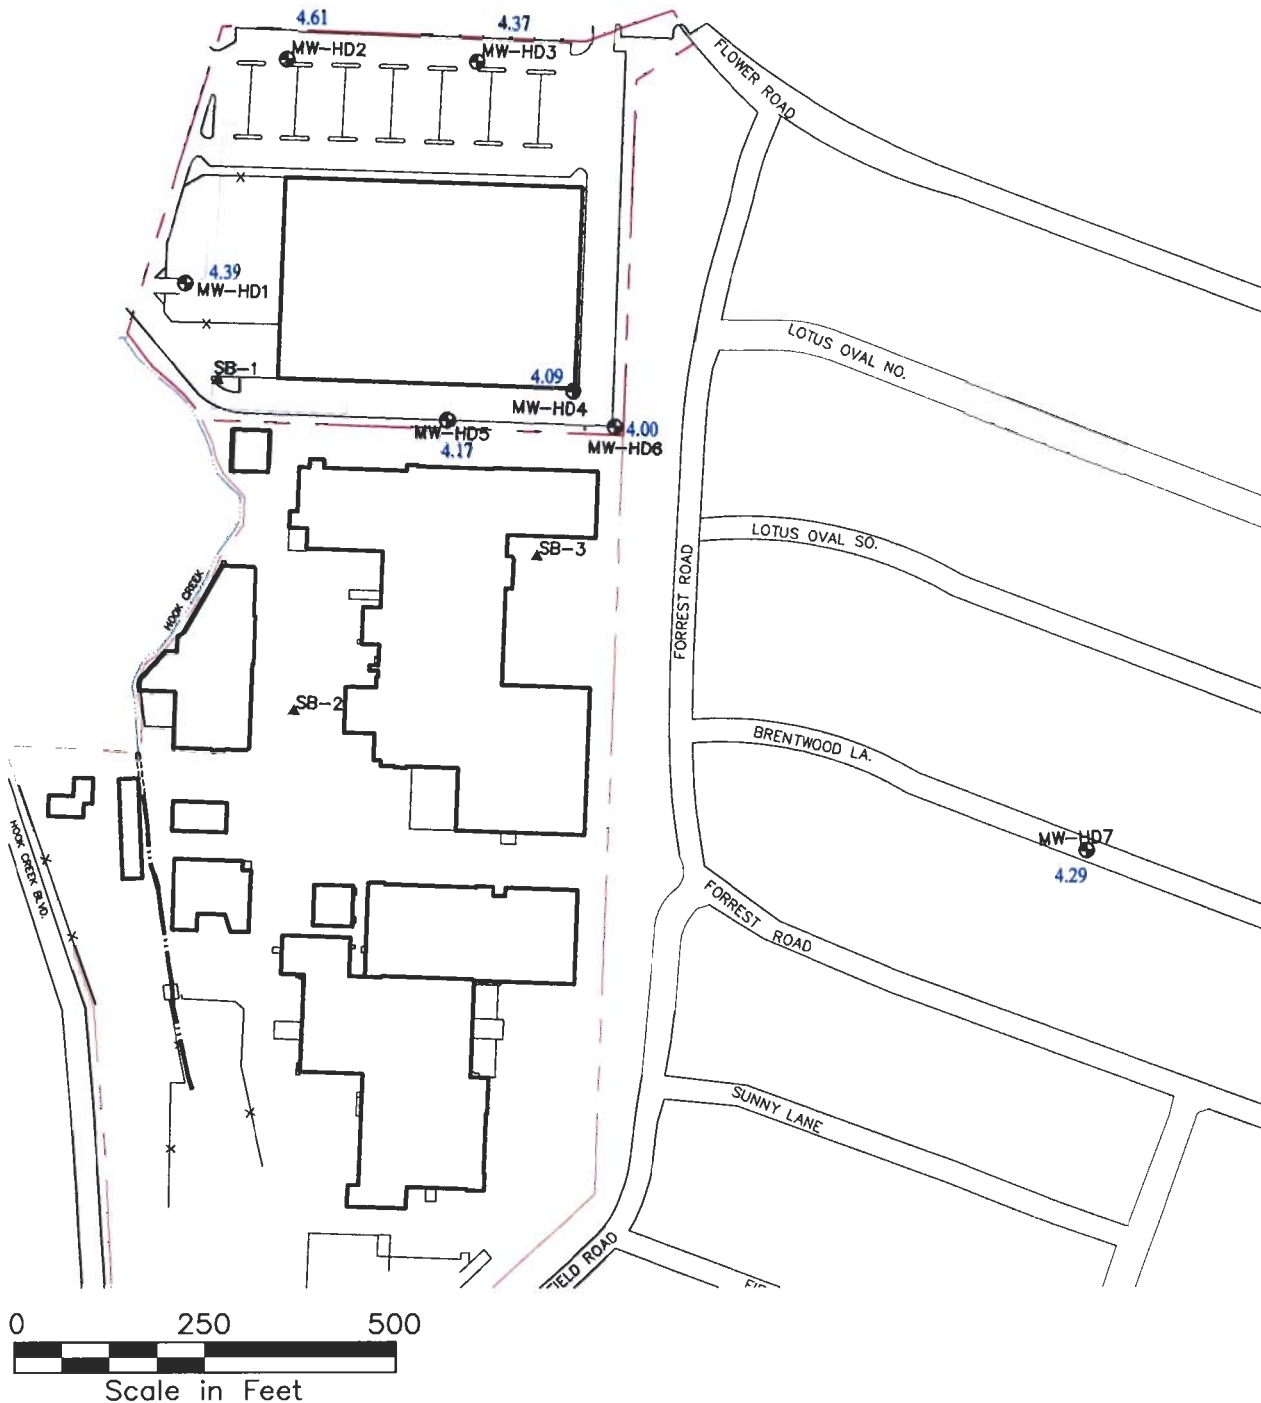 4.61
4.37
MW-HD2
MW-HD3
FLOWER ROAD
4.39
MW-HD1
LOTUS OVAL NO.
SB-1
4.09
MW-HD4
MW-HD5
4.00
MW-HD6
4.17
LOTUS OVAL SO.
SB-3
HOOK CREEK
FORREST ROAD
SB-2
BRENTWOOD LA.
HOOK CREEK BLVD.
MW-HD7
4.29
FORREST ROAD
SUNNY LANE
FIELD ROAD
0 250 500
Scale in Feet